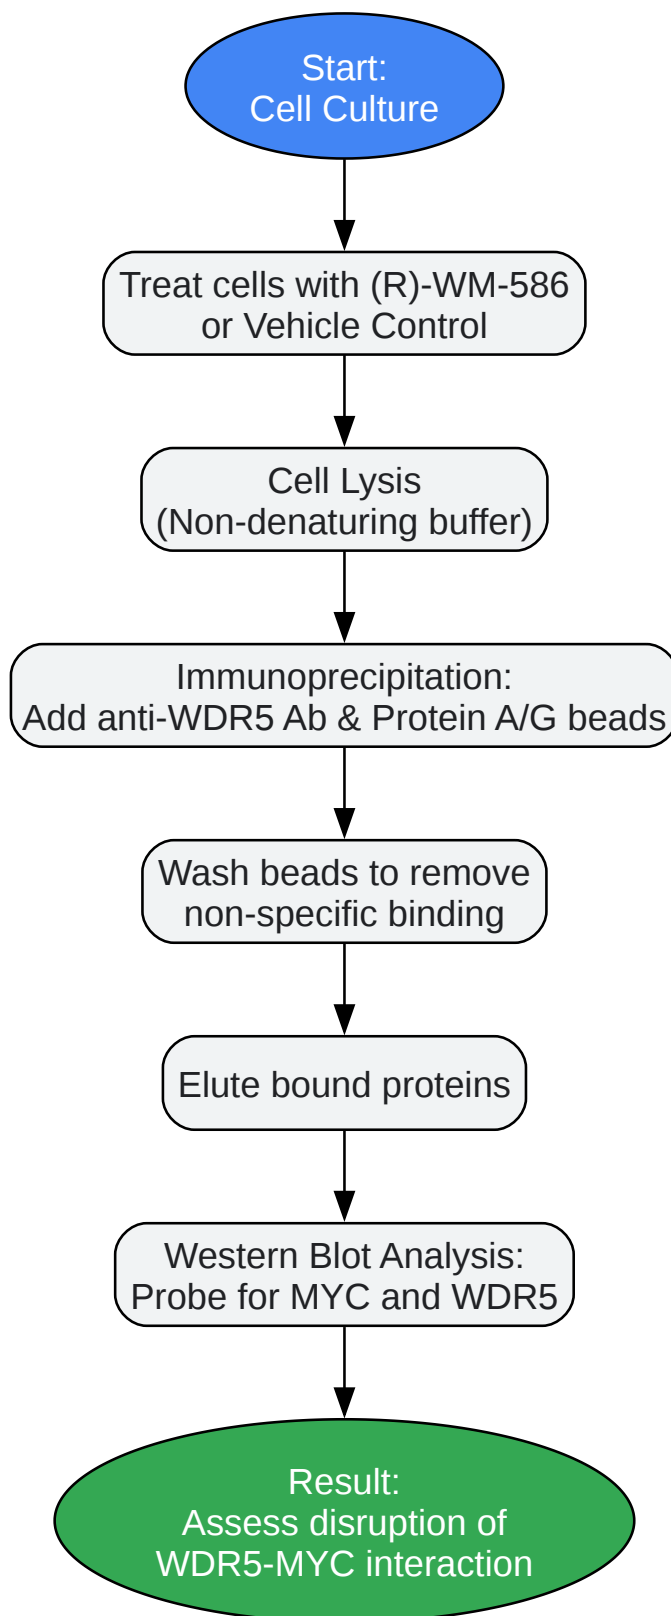 Start:
Cell Culture
Treat cells with (R)-WM-586
or Vehicle Control
Cell Lysis
(Non-denaturing buffer)
Immunoprecipitation:
Add anti-WDR5 Ab & Protein A/G beads
Wash beads to remove
non-specific binding
Elute bound proteins
Western Blot Analysis:
Probe for MYC and WDR5
Result:
Assess disruption of
WDR5-MYC interaction